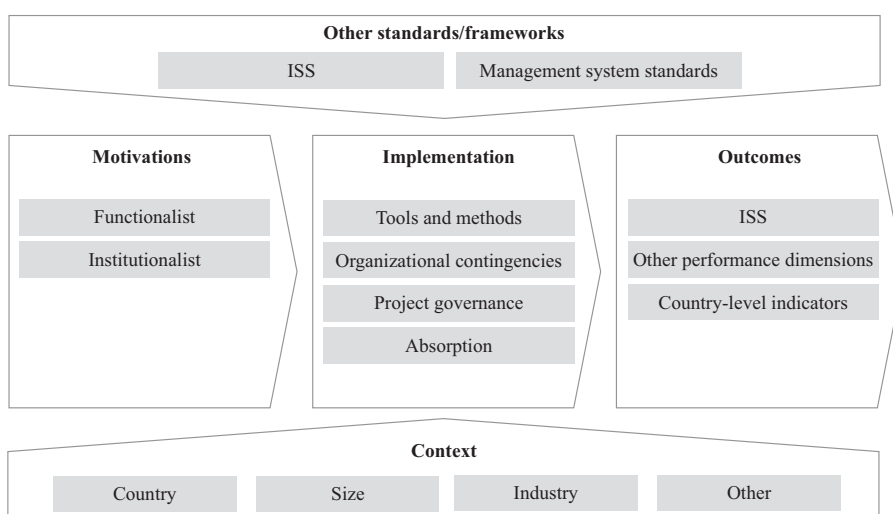 Other standards/frameworks
ISS
Management system standards
Motivations
Functionalist
Institutionalist
Implementation
Tools and methods
Organizational contingencies
Project governance
Absorption
Outcomes
ISS
Other performance dimensions
Country-level indicators
Context
Country
Size
Industry
Other